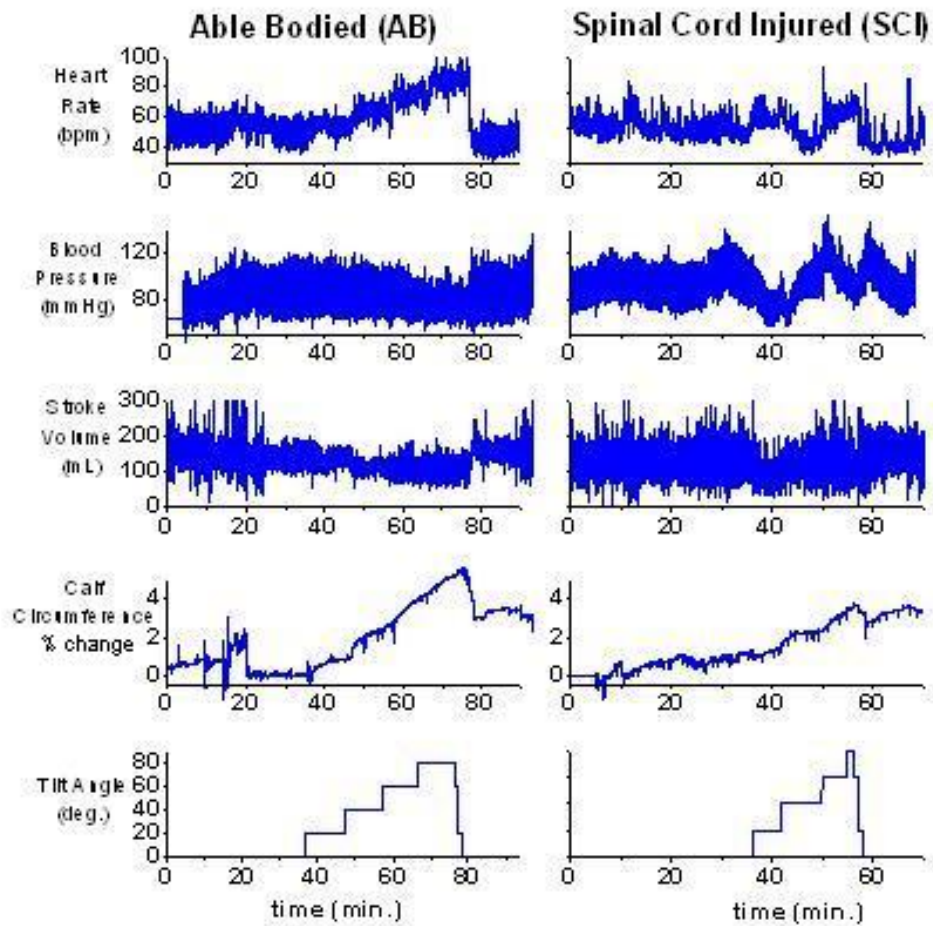 Able Bodied (AB)
Spinal Cord Injured (SCI)
Heart
Rate
(bpm)
100
80
60
40
0 20 40 60 80
0 20 40 60
Blood
Pressure
(mmHg)
120
80
0 20 40 60 80
0 20 40 60
Stroke
Volume
(mL)
300
200
100
0
0 20 40 60 80
0 20 40 60
Calf
Circumference
% change
4
2
0
0 20 40 60 80
4
2
0
0 20 40 60
Tilt Angle
(deg.)
80
60
40
20
0
0 20 40 60 80
0 20 40 60
time (min.)
time (min.)